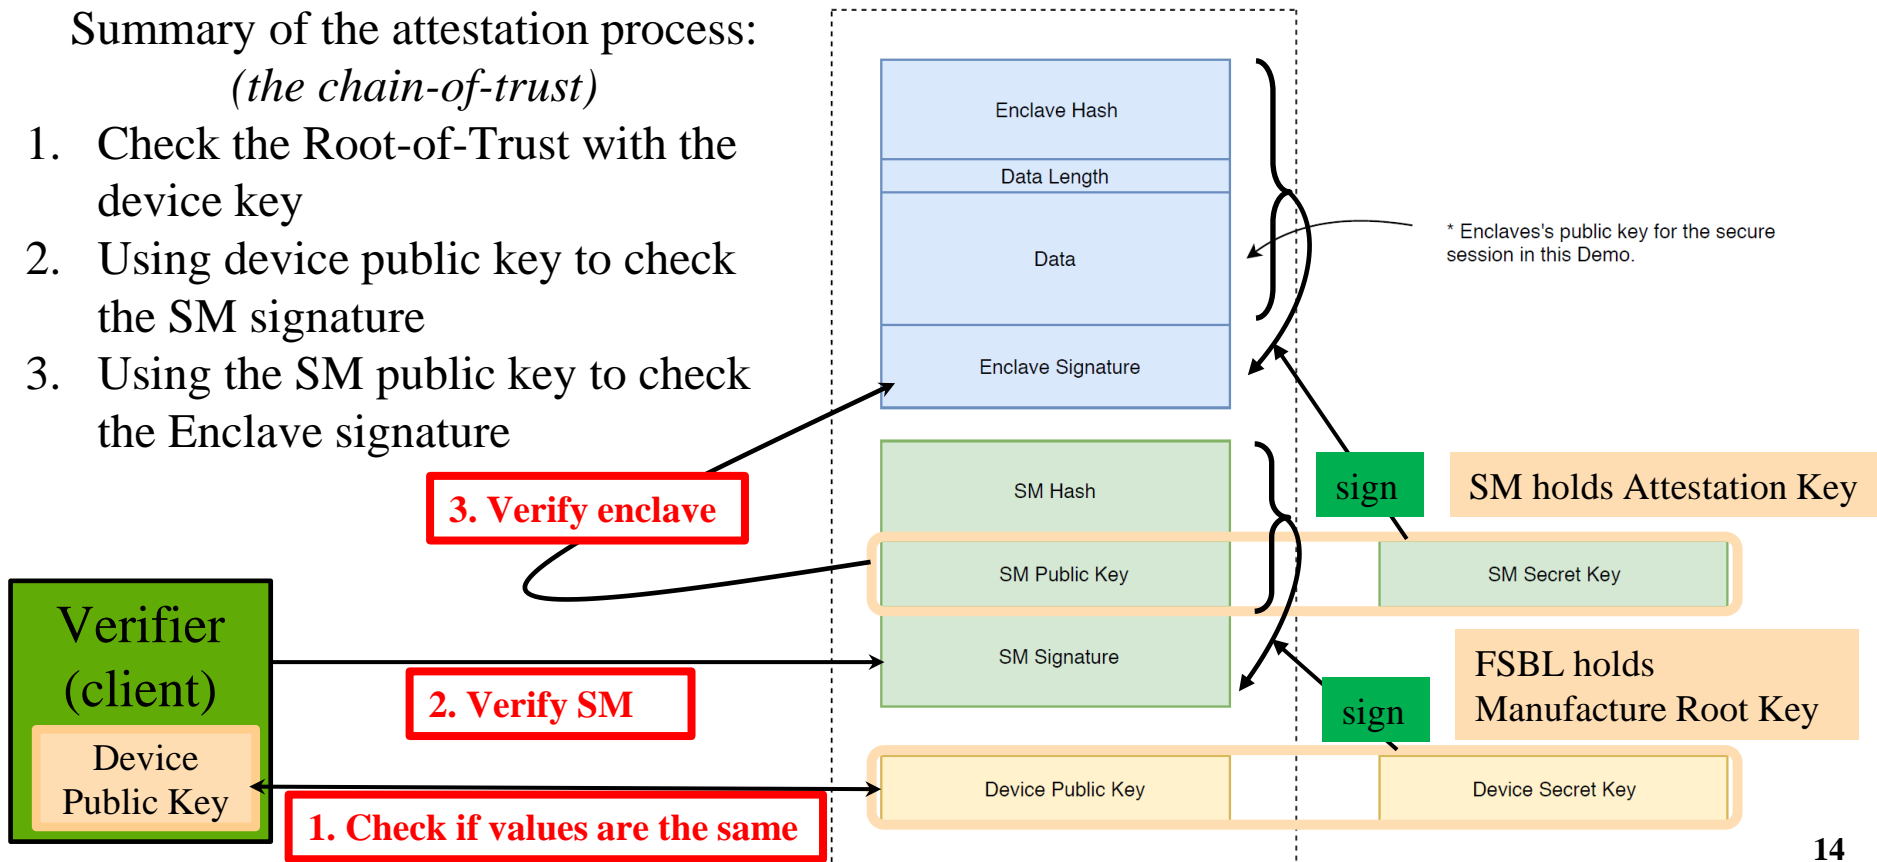 Summary of the attestation process:
(the chain-of-trust)
1. Check the Root-of-Trust with the
device key
2. Using device public key to check
the SM signature
3. Using the SM public key to check
the Enclave signature
Enclave Hash
Data Length
Data
* Enclaves's public key for the secure
session in this Demo.
Enclave Signature
3. Verify enclave
SM Hash
sign
SM holds Attestation Key
SM Public Key
SM Secret Key
Verifier
(client)
Device
Public Key
2. Verify SM
SM Signature
sign
FSBL holds
Manufacture Root Key
1. Check if values are the same
Device Public Key
Device Secret Key
14